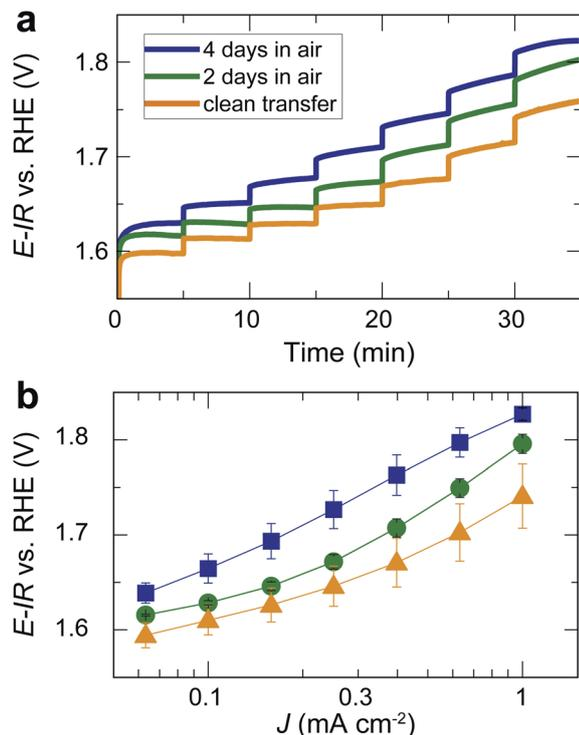 a
4 days in air
2 days in air
clean transfer
1.8
1.7
1.6
E-IR vs. RHE (V)
0
10
20
30
Time (min)
b
1.8
1.7
1.6
E-IR vs. RHE (V)
0.1
0.3
1
J (mA cm⁻²)